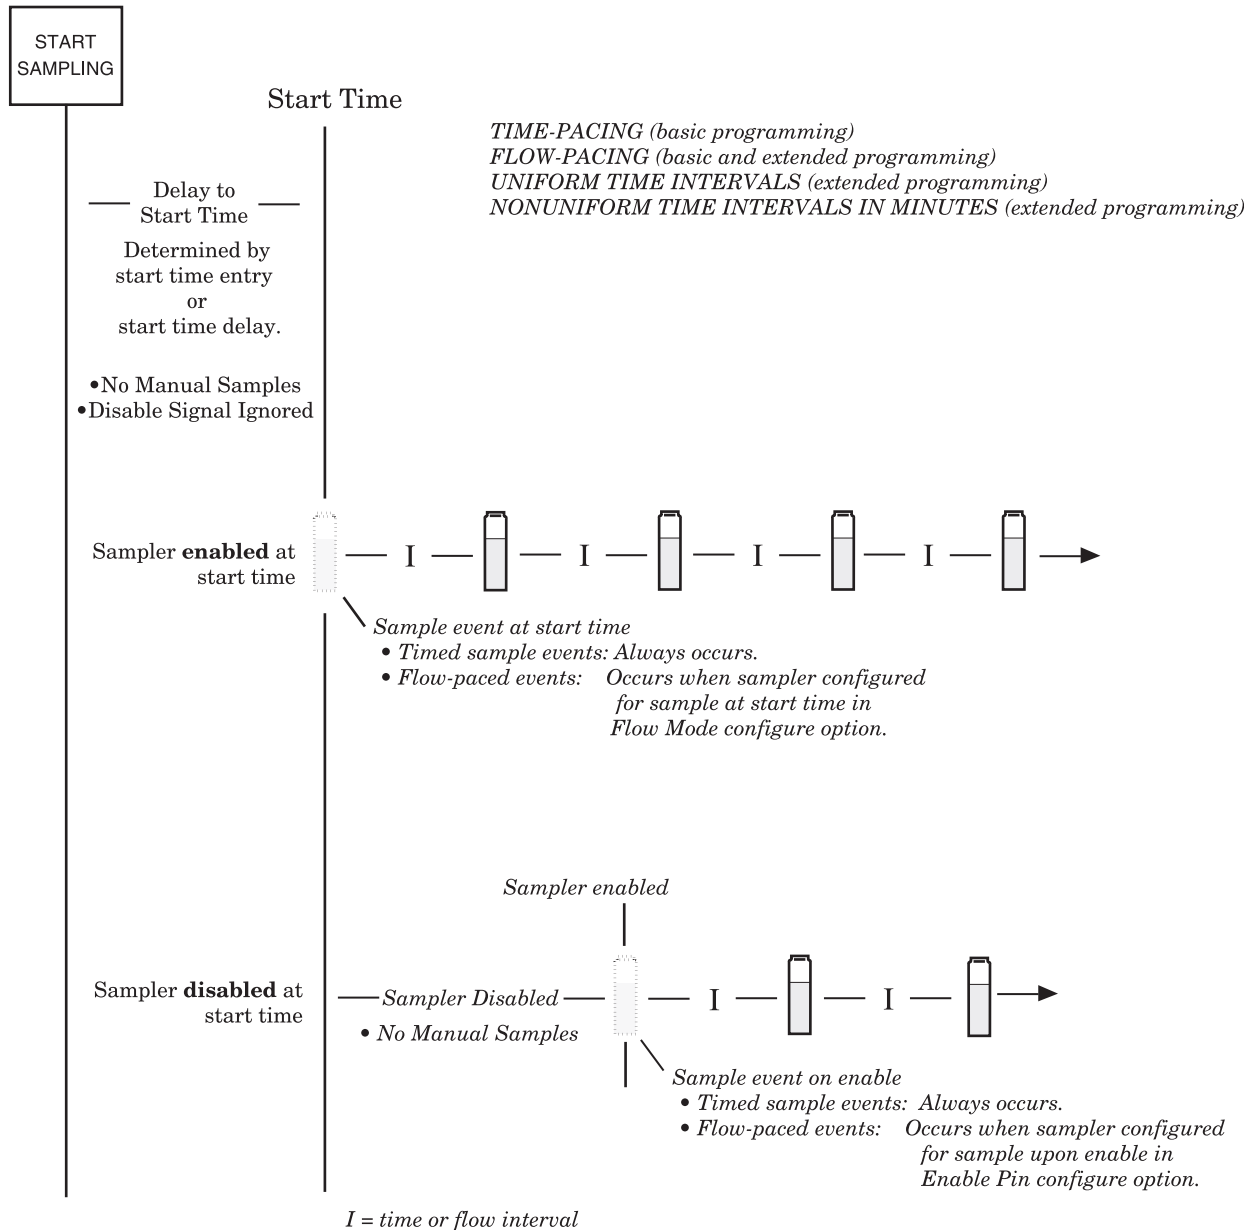 START
SAMPLING
Start Time
TIME-PACING (basic programming)
FLOW-PACING (basic and extended programming)
UNIFORM TIME INTERVALS (extended programming)
NONUNIFORM TIME INTERVALS IN MINUTES (extended programming)
Delay to
Start Time
Determined by
start time entry
or
start time delay.
•No Manual Samples
•Disable Signal Ignored
Sampler enabled at
start time
I I I I
Sample event at start time
• Timed sample events: Always occurs.
• Flow-paced events: Occurs when sampler configured
for sample at start time in
Flow Mode configure option.
Sampler enabled
Sampler disabled at
start time
Sampler Disabled
• No Manual Samples
I I
Sample event on enable
• Timed sample events: Always occurs.
• Flow-paced events: Occurs when sampler configured
for sample upon enable in
Enable Pin configure option.
I = time or flow interval